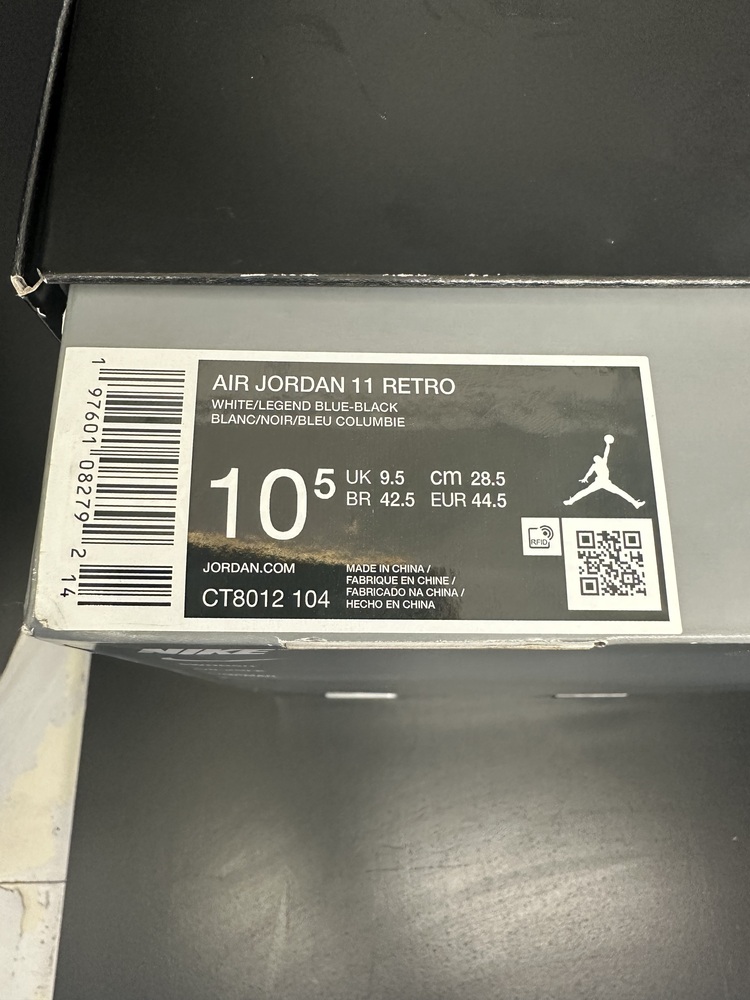 AIR JORDAN 11 RETRO
WHITE/LEGEND BLUE-BLACK
BLANC/NOIR/BLEU COLUMBIE
10⁵
UK 9.5 cm 28.5
BR 42.5 EUR 44.5
RFID
JORDAN.COM
CT8012 104
MADE IN CHINA /
FABRIQUE EN CHINE /
FABRICADO NA CHINA /
HECHO EN CHINA
1 97601 08279 2 14
NIKE